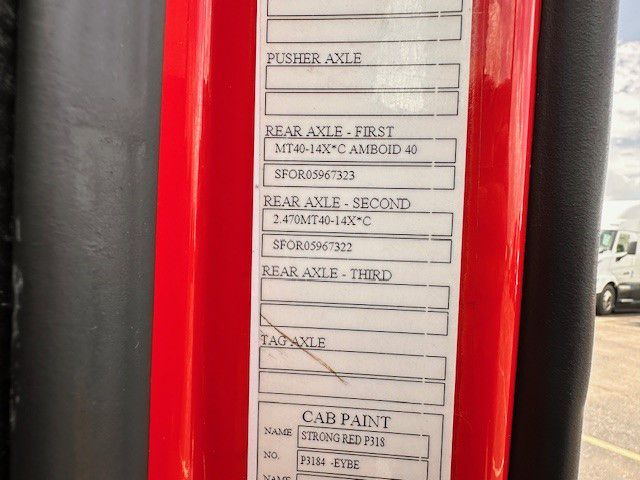 PUSHER AXLE
REAR AXLE - FIRST
MT40-14X*C AMBOID 40
SFOR05967323
REAR AXLE - SECOND
2.470MT40-14X*C
SFOR05967322
REAR AXLE - THIRD
TAG AXLE
CAB PAINT
NAME STRONG RED P318
NO. P3184 -EYBE
NAME